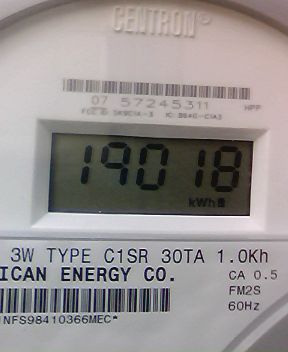 CENTRON®
07 57245311 HPP
19018
kWh
3W TYPE C1SR 30TA 1.0Kh
ICAN ENERGY CO. CA 0.5
FM2S
60Hz
NFS98410366MEC*